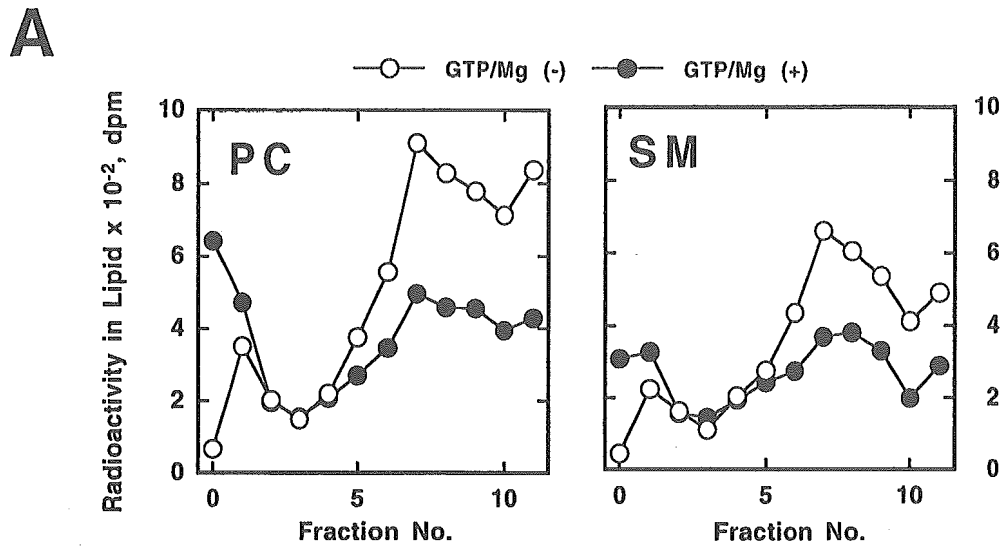 A
GTP/Mg (-) GTP/Mg (+)
Radioactivity in Lipid x 10-2, dpm
PC
10
8
6
4
2
0
0 5 10
Fraction No.
SM
10
8
6
4
2
0
0 5 10
Fraction No.